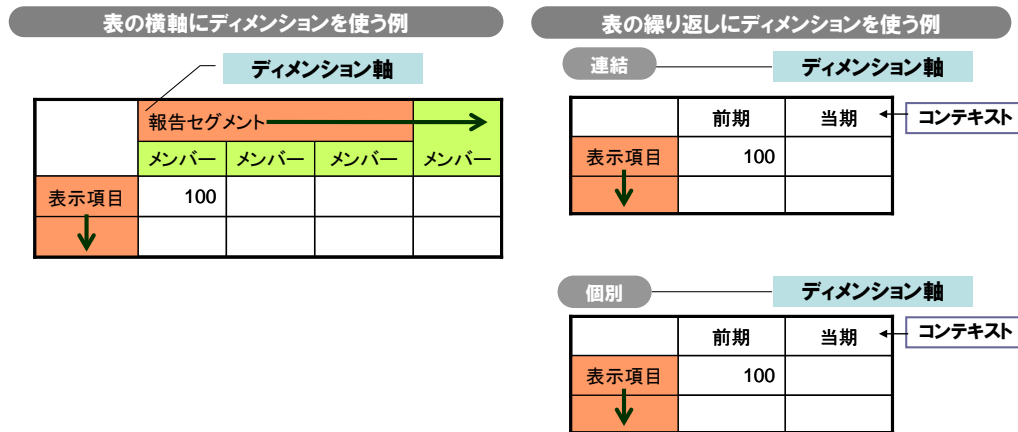 表の横軸にディメンションを使う例
ディメンション軸
報告セグメント
メンバー メンバー メンバー メンバー
表示項目 100
表の繰り返しにディメンションを使う例
連結 ディメンション軸
前期 当期 コンテキスト
表示項目 100
個別 ディメンション軸
前期 当期 コンテキスト
表示項目 100